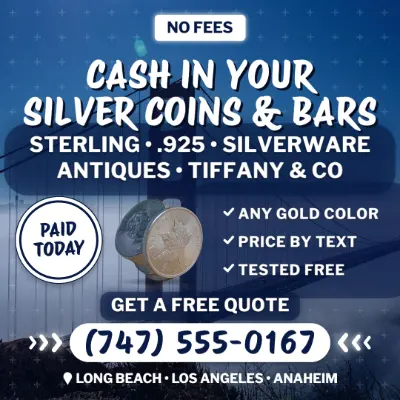 NO FEES
CASH IN YOUR
SILVER COINS & BARS
STERLING • .925 • SILVERWARE
ANTIQUES • TIFFANY & CO
PAID
TODAY
ANY GOLD COLOR
PRICE BY TEXT
TESTED FREE
GET A FREE QUOTE
(747) 555-0167
LONG BEACH • LOS ANGELES • ANAHEIM